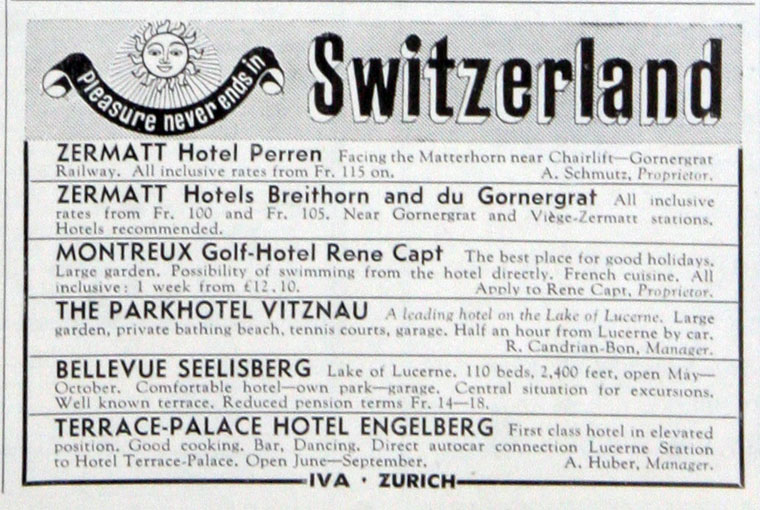 Pleasure never ends in
Switzerland
ZERMATT Hotel Perren Facing the Matterhorn near Chairlift—Gornergrat
Railway. All inclusive rates from Fr. 115 on. A. Schmutz, Proprietor.
ZERMATT Hotels Breithorn and du Gornergrat All inclusive
rates from Fr. 100 and Fr. 105. Near Gornergrat and Viège-Zermatt stations.
Hotels recommended.
MONTREUX Golf-Hotel Rene Capt The best place for good holidays.
Large garden. Possibility of swimming from the hotel directly. French cuisine. All
inclusive: 1 week from £12.10. Apply to Rene Capt, Proprietor.
THE PARKHOTEL VITZNAU A leading hotel on the Lake of Lucerne. Large
garden, private bathing beach, tennis courts, garage. Half an hour from Lucerne by car.
R. Candrian-Bon, Manager.
BELLEVUE SEELISBERG Lake of Lucerne. 110 beds, 2,400 feet, open May—
October. Comfortable hotel—own park—garage. Central situation for excursions.
Well known terrace. Reduced pension terms Fr. 14—18.
TERRACE-PALACE HOTEL ENGELBERG First class hotel in elevated
position. Good cooking. Bar, Dancing. Direct autocar connection Lucerne Station
to Hotel Terrace-Palace. Open June—September. A. Huber, Manager.
IVA · ZURICH